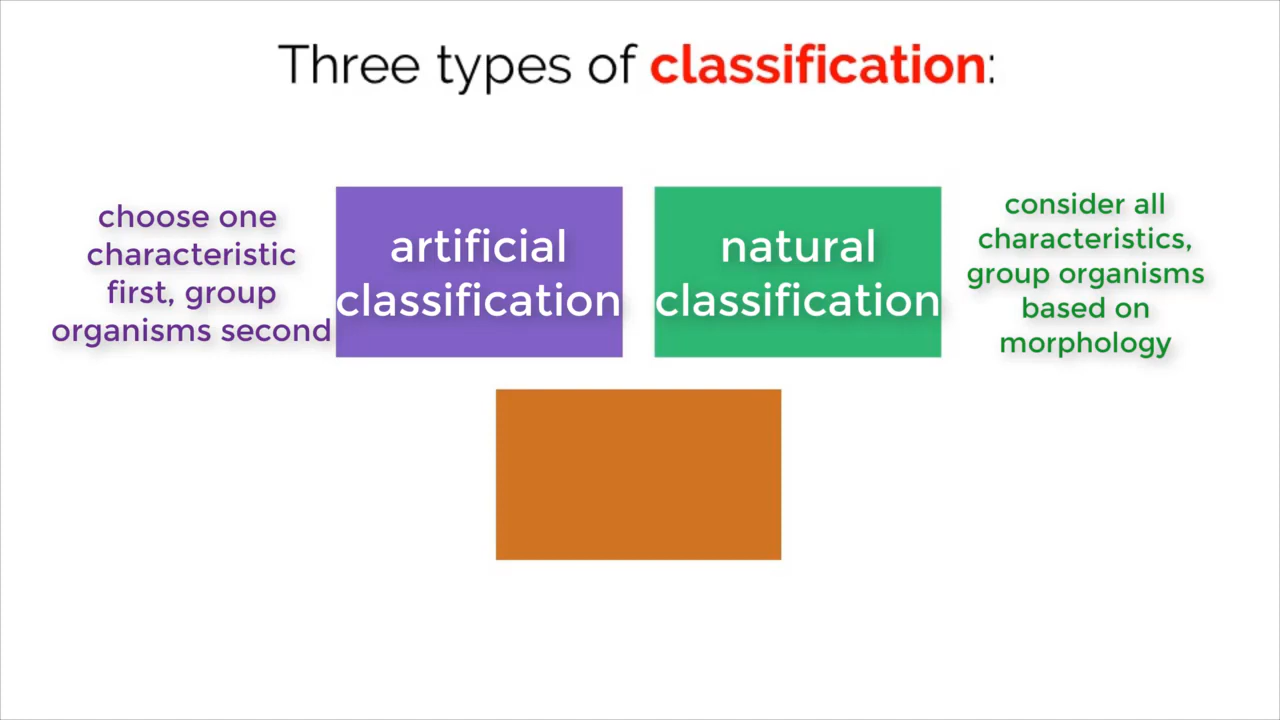 Three types of classification:
choose one
characteristic
first, group
organisms second
artificial
classification
natural
classification
consider all
characteristics,
group organisms
based on
morphology